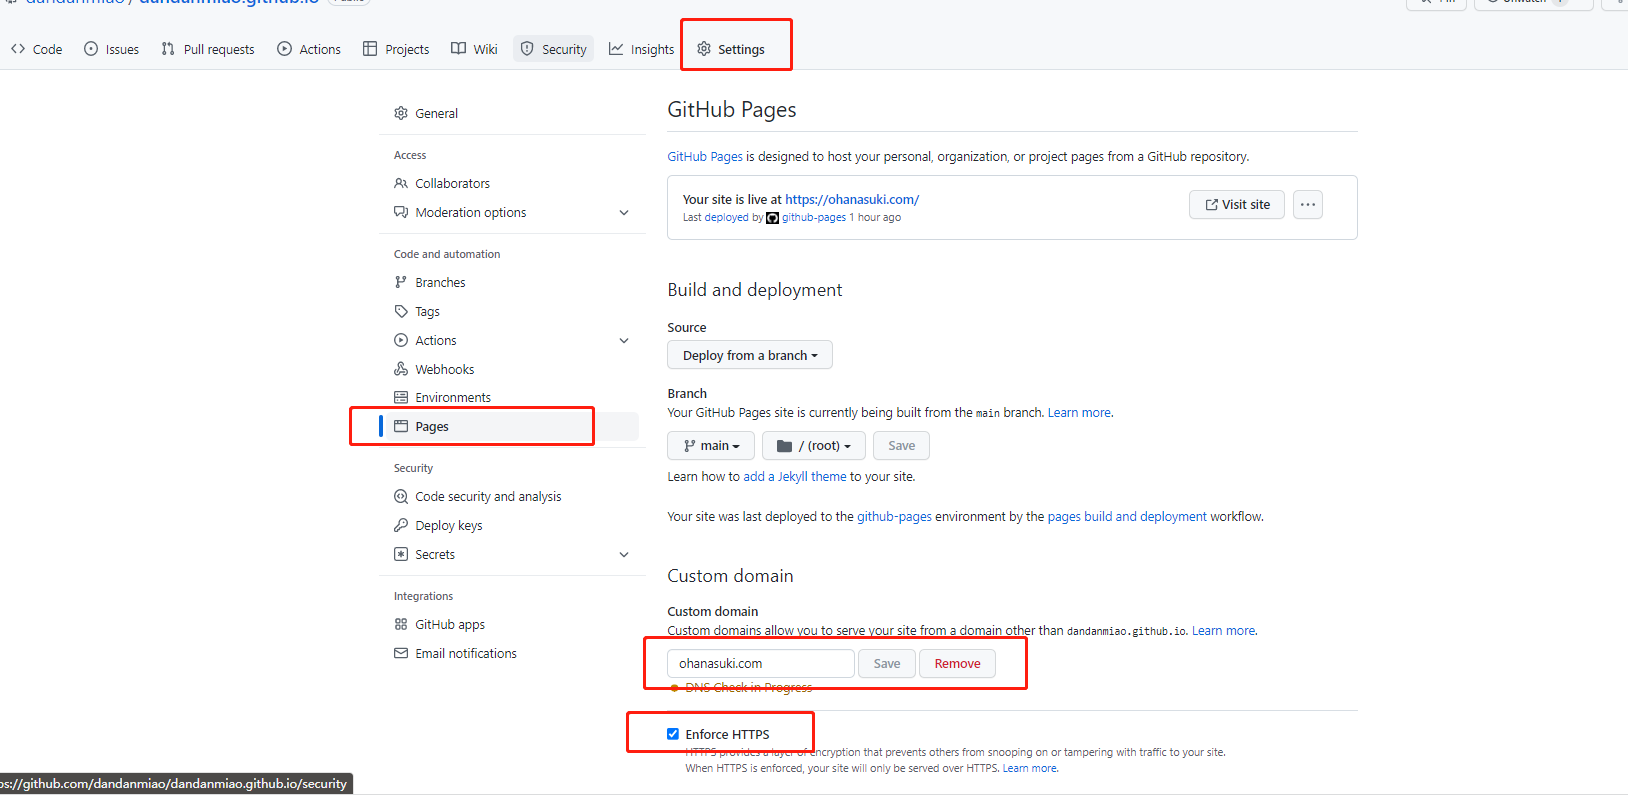 dandanmiao / dandanmiao.github.io Public
Pin Unwatch 1
Code Issues Pull requests Actions Projects Wiki Security Insights Settings
General
Access
Collaborators
Moderation options
Code and automation
Branches
Tags
Actions
Webhooks
Environments
Pages
Security
Code security and analysis
Deploy keys
Secrets
Integrations
GitHub apps
Email notifications
GitHub Pages
GitHub Pages is designed to host your personal, organization, or project pages from a GitHub repository.
Your site is live at https://ohanasuki.com/
Last deployed by github-pages 1 hour ago
Visit site
Build and deployment
Source
Deploy from a branch
Branch
Your GitHub Pages site is currently being built from the main branch. Learn more.
main / (root) Save
Learn how to add a Jekyll theme to your site.
Your site was last deployed to the github-pages environment by the pages build and deployment workflow.
Custom domain
Custom domain
Custom domains allow you to serve your site from a domain other than dandanmiao.github.io. Learn more.
ohanasuki.com Save Remove
DNS Check in Progress
Enforce HTTPS
HTTPS provides a layer of encryption that prevents others from snooping on or tampering with traffic to your site.
When HTTPS is enforced, your site will only be served over HTTPS. Learn more.
ps://github.com/dandanmiao/dandanmiao.github.io/security